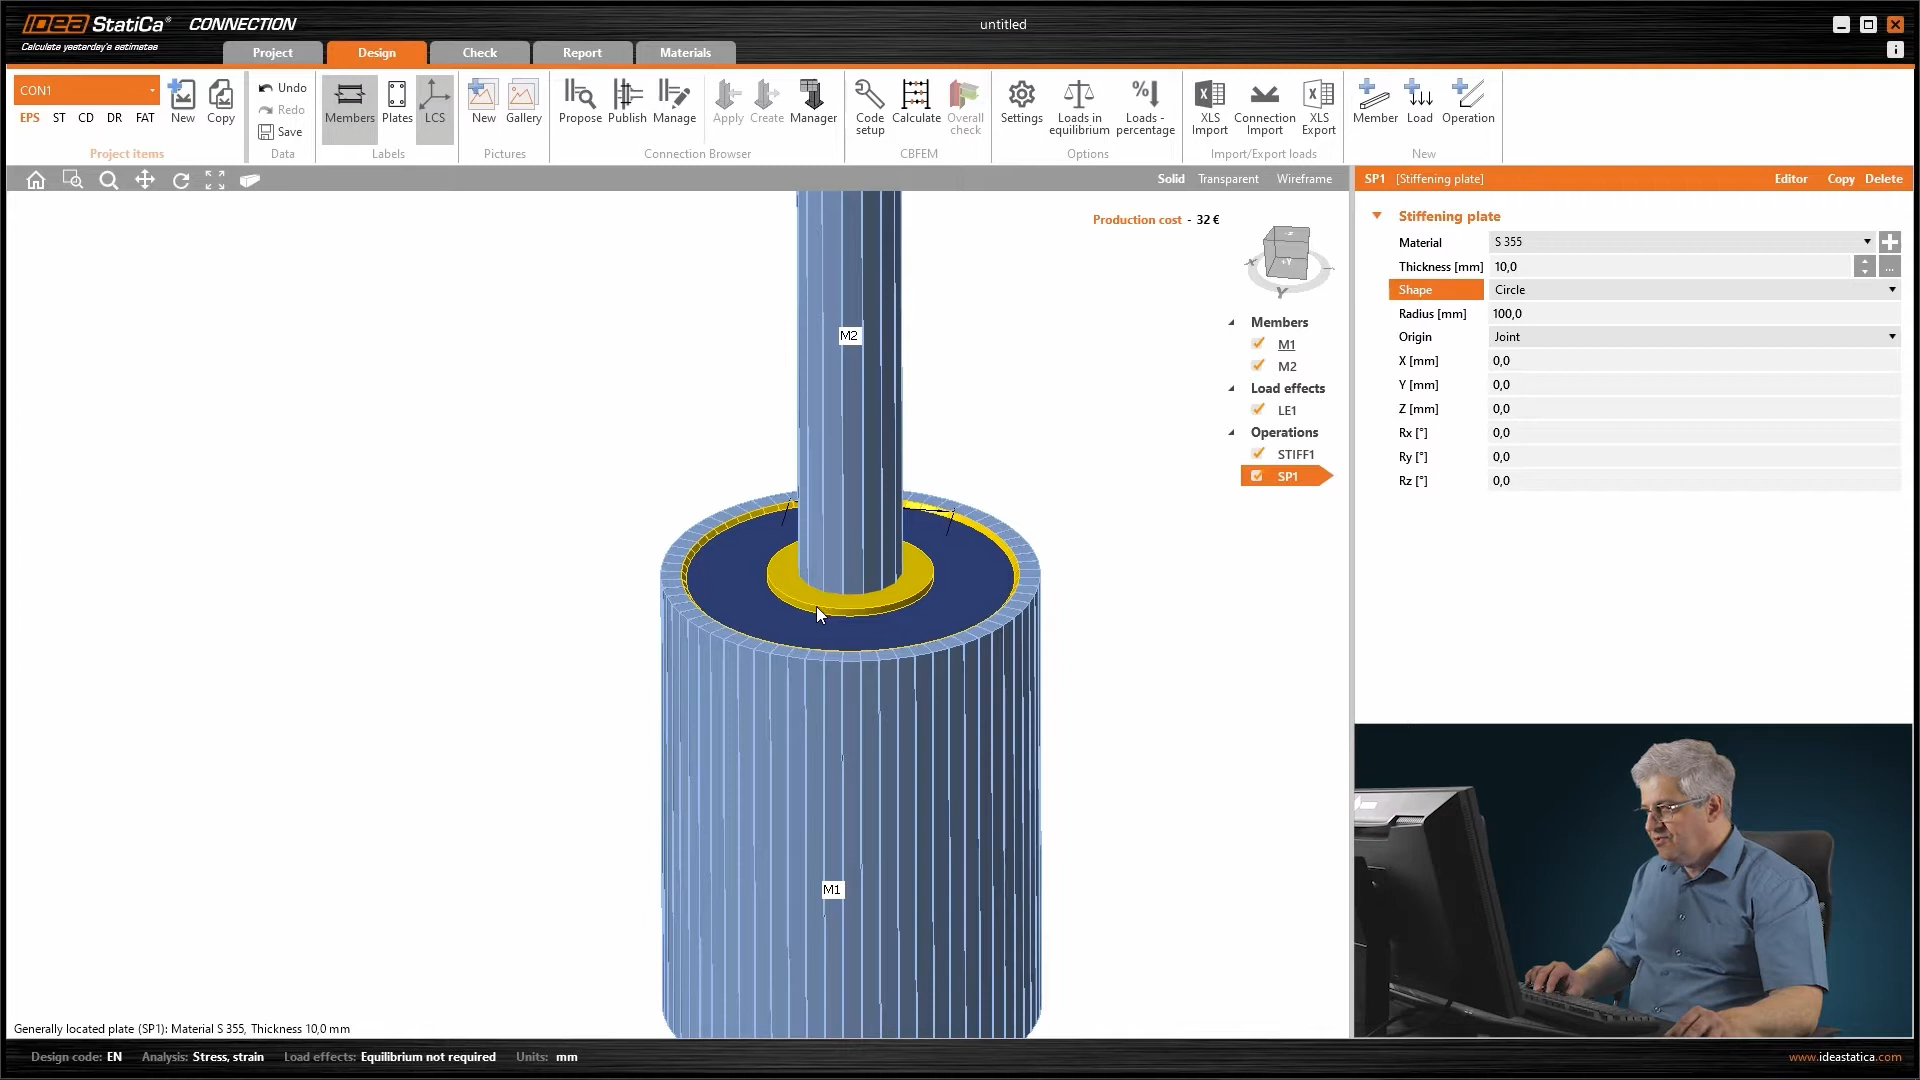 IDEA StatiCa® CONNECTION
Calculate yesterday's estimates
untitled
Project Design Check Report Materials
CON1
EPS ST CD DR FAT
New Copy
Project items
Undo
Redo
Save
Data
Members Plates LCS
Labels
New Gallery
Pictures
Propose Publish Manage Apply Create Manager
Connection Browser
Code setup Calculate Overall check
CBFEM
Settings Loads in equilibrium Loads - percentage
Options
XLS Import Connection Import XLS Export
Import/Export loads
Member Load Operation
New
Solid Transparent Wireframe
SP1 [Stiffening plate] Editor Copy Delete
Production cost - 32 €
-Z
+Y
X
Y
Members
M1
M2
Load effects
LE1
Operations
STIFF1
SP1
Stiffening plate
Material S 355
Thickness [mm] 10,0
Shape Circle
Radius [mm] 100,0
Origin Joint
X [mm] 0,0
Y [mm] 0,0
Z [mm] 0,0
Rx [°] 0,0
Ry [°] 0,0
Rz [°] 0,0
M2
M1
Generally located plate (SP1): Material S 355, Thickness 10,0 mm
Design code: EN Analysis: Stress, strain Load effects: Equilibrium not required Units: mm
www.ideastatica.com